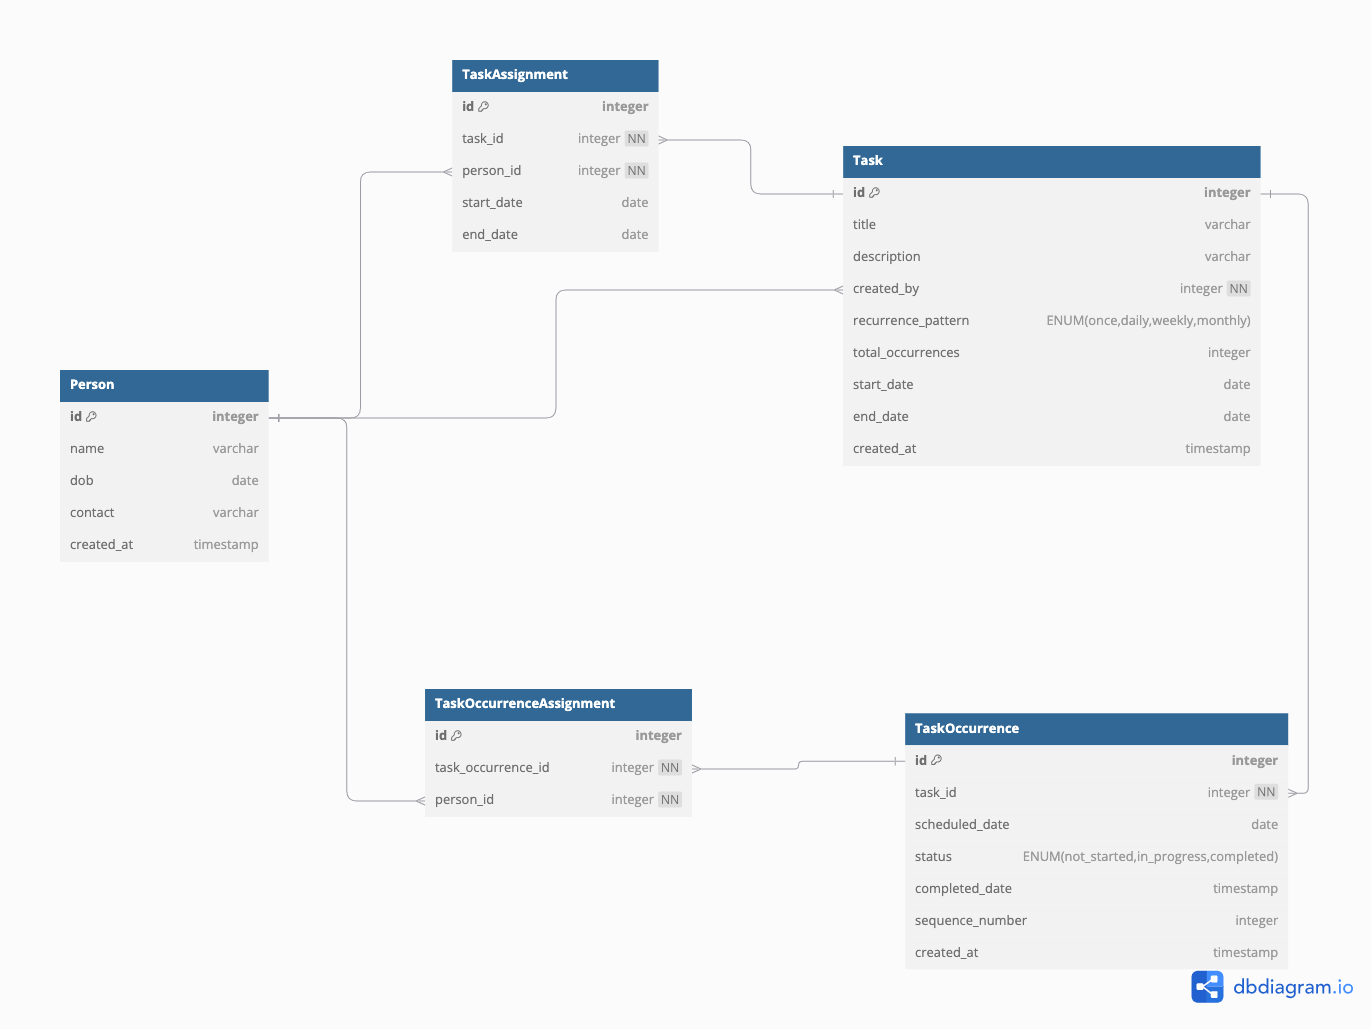 TaskAssignment
id integer
task_id integer NN
person_id integer NN
start_date date
end_date date
Task
id integer
title varchar
description varchar
created_by integer NN
recurrence_pattern ENUM(once,daily,weekly,monthly)
total_occurrences integer
start_date date
end_date date
created_at timestamp
Person
id integer
name varchar
dob date
contact varchar
created_at timestamp
TaskOccurrenceAssignment
id integer
task_occurrence_id integer NN
person_id integer NN
TaskOccurrence
id integer
task_id integer NN
scheduled_date date
status ENUM(not_started,in_progress,completed)
completed_date timestamp
sequence_number integer
created_at timestamp
dbdiagram.io